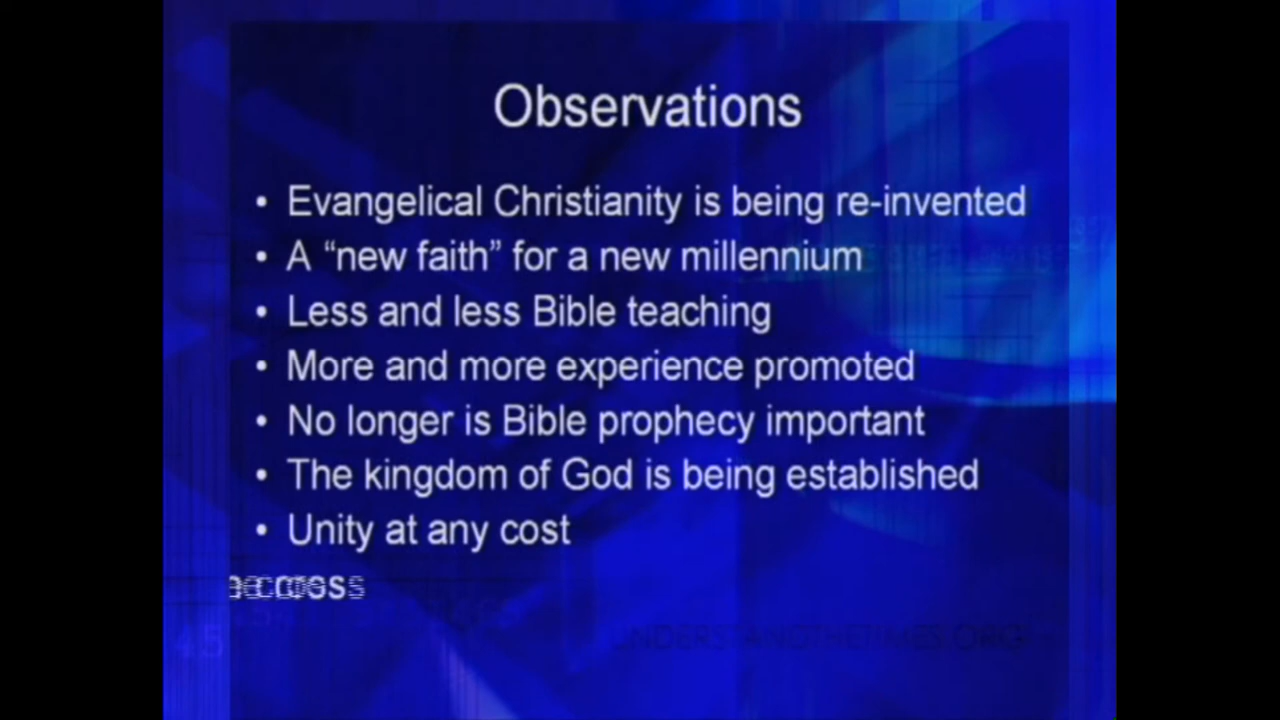 Observations
• Evangelical Christianity is being re-invented
• A “new faith” for a new millennium
• Less and less Bible teaching
• More and more experience promoted
• No longer is Bible prophecy important
• The kingdom of God is being established
• Unity at any cost
UNDERSTANDTHETIMES.ORG